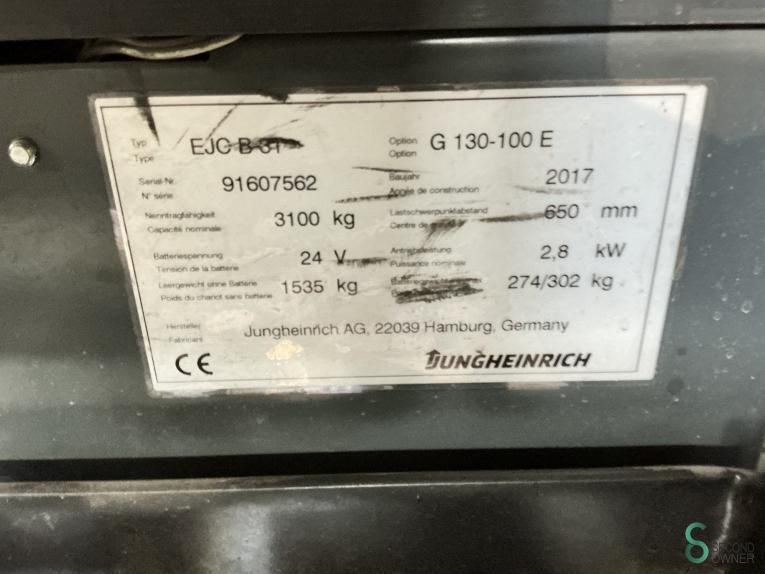 Typ EJC B 31 Option G 130-100 E
Type Option
Serial-Nr. 91607562 Baujahr 2017
N° série Année de construction
Nenntragfähigkeit 3100 kg Lastschwerpunktabstand 650 mm
Capacité nominale Centre de
Batteriespannung 24 V Antriebsleistung 2,8 kW
Tension de la batterie Puissance nominale
Leergewicht ohne Batterie 1535 kg 274/302 kg
Poids du chariot sans batterie
Hersteller Jungheinrich AG, 22039 Hamburg, Germany
Fabricant
CE JUNGHEINRICH
SECOND
OWNER